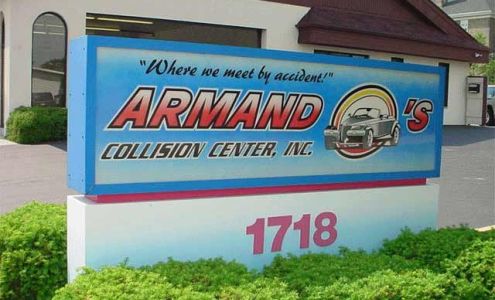 "Where we meet by accident!"
ARMAND'S
COLLISION CENTER, INC.
1718